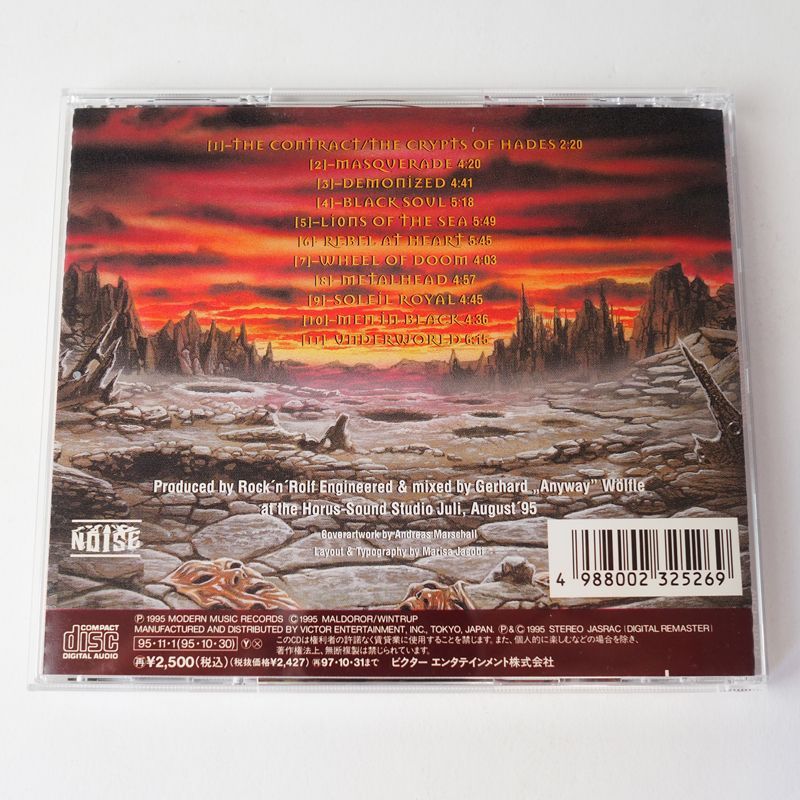 [1]-THE CONTRACT/THE CRYPTS OF HADES 2:20
[2]-MASQUERADE 4:20
[3]-DEMONIZED 4:41
[4]-BLACK SOUL 5:18
[5]-LIONS OF THE SEA 5:49
[6]-REBEL AT HEART 5:45
[7]-WHEEL OF DOOM 4:03
[8]-METALHEAD 4:57
[9]-SOLEIL ROYAL 4:45
[10]-MEN IN BLACK 4:36
[11]-UNDERWORLD 6:15
Produced by Rock´n´Rolf Engineered & mixed by Gerhard „Anyway" Wölfle
at the Horus-Sound Studio Juli, August´95
Coverartwork by Andreas Marschall
Layout & Typography by Marisa Jacobi
NOISE
4 988002 325269
COMPACT
disc
DIGITAL AUDIO
Ⓟ 1995 MODERN MUSIC RECORDS Ⓒ 1995 MALDOROR/WINTRUP
MANUFACTURED AND DISTRIBUTED BY VICTOR ENTERTAINMENT, INC., TOKYO, JAPAN. Ⓟ&Ⓒ 1995 STEREO JASRAC (DIGITAL REMASTER)
95・11・1(95・10・30) Ⓨ Ⓧ このCDは権利者の許諾なく賃貸業に使用することを禁じます。また、個人的に楽しむなどの場合を除き、
著作権法上、無断複製は禁じられています。
再¥2,500(税込)(税抜価格¥2,427) 再97・10・31まで ビクター エンタテインメント株式会社